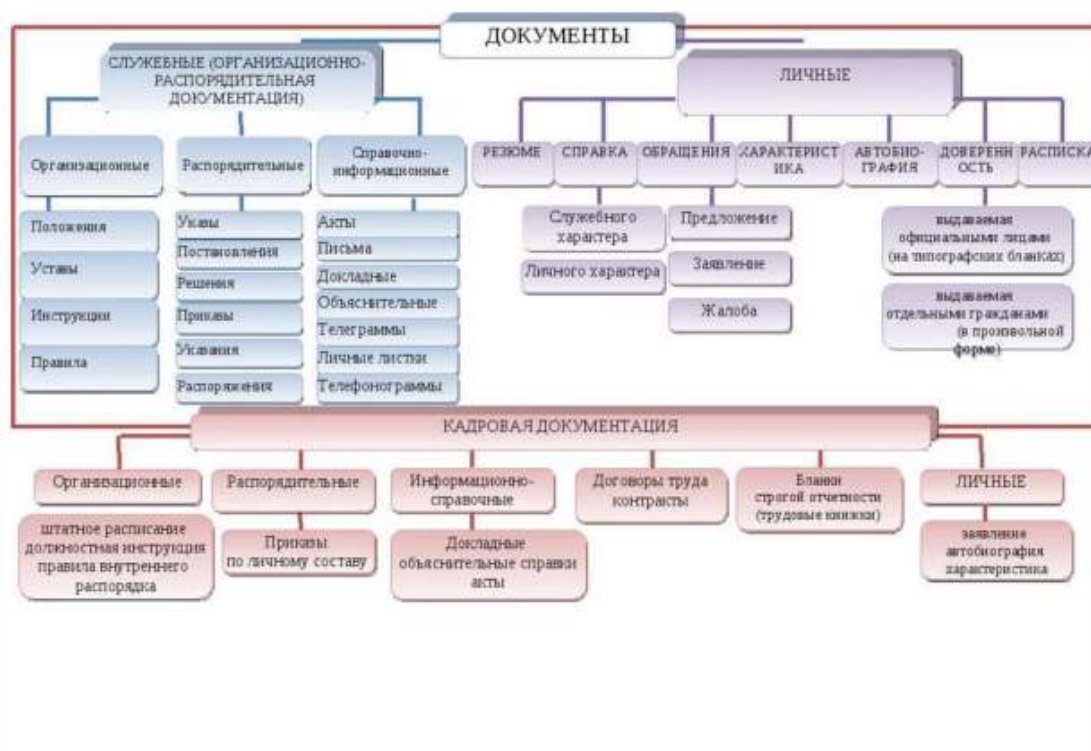 ДОКУМЕНТЫ
СЛУЖЕБНЫЕ (ОРГАНИЗАЦИОННО-
РАСПОРЯДИТЕЛЬНАЯ
ДОКУМЕНТАЦИЯ)
ЛИЧНЫЕ
Организационные
Распорядительные
Справочно-
информационные
Положения
Уставы
Инструкции
Правила
Указы
Постановления
Решения
Приказы
Указания
Распоряжения
Акты
Письма
Докладные
Объяснительные
Телеграммы
Личные листки
Телефонограммы
РЕЗЮМЕ
СПРАВКА
ОБРАЩЕНИЯ
ХАРАКТЕРИСТ
ИКА
АВТОБИО-
ГРАФИЯ
ДОВЕРЕНН
ОСТЬ
РАСПИСКА
Служебного
характера
Личного характера
Предложение
Заявление
Жалоба
выдаваемая
официальными лицами
(на типографских бланках)
выдаваемая
отдельными гражданами
(в произвольной
форме)
КАДРОВАЯ ДОКУМЕНТАЦИЯ
Организационные
Распорядительные
Информационно-
справочные
Договоры труда
контракты
Бланки
строгой отчетности
(трудовые книжки)
ЛИЧНЫЕ
штатное расписание
должностная инструкция
правила внутреннего
распорядка
Приказы
по личному составу
Докладные
объяснительные справки
акты
заявление
автобиография
характеристика